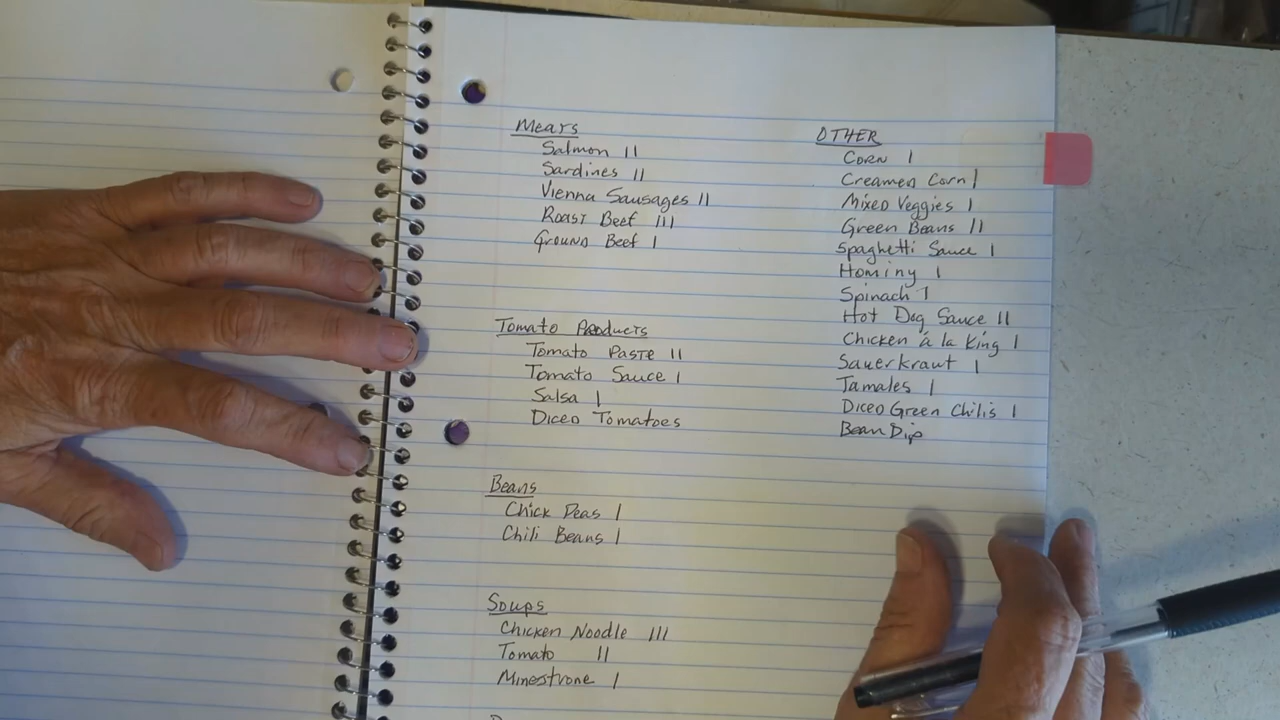 Meats
Salmon II
Sardines II
Vienna Sausages II
Roast Beef III
Ground Beef I
Tomato Products
Tomato Paste II
Tomato Sauce I
Salsa I
Diced Tomatoes
Beans
Chick Peas I
Chili Beans I
Soups
Chicken Noodle III
Tomato II
Minestrone I
OTHER
Corn I
Creamed Corn I
Mixed Veggies I
Green Beans II
Spaghetti Sauce I
Hominy I
Spinach I
Hot Dog Sauce II
Chicken á la King I
Sauerkraut I
Tamales I
Diced Green Chilis I
Bean Dip